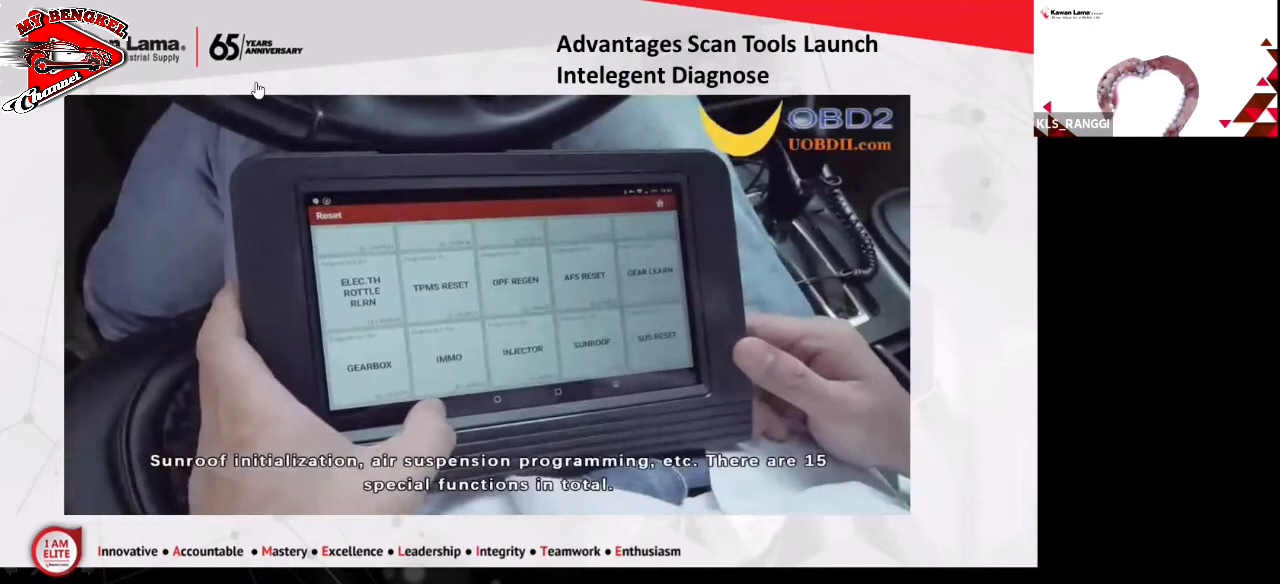 MY BENGKEL
Channel
n Lama.
ustrial Supply
65 YEARS
ANNIVERSARY
Advantages Scan Tools Launch
Intelegent Diagnose
Kawan Lama
KLS_RANGGI
OBD2
UOBDII.com
Reset
ELEC.TH
ROTTLE
RLRN
TPMS RESET
DPF REGEN
AFS RESET
GEAR LEARN
GEARBOX
IMMO
INJECTOR
SUNROOF
SUS RESET
Sunroof initialization, air suspension programming, etc. There are 15
special functions in total.
I AM
ELITE
Innovative • Accountable • Mastery • Excellence • Leadership • Integrity • Teamwork • Enthusiasm